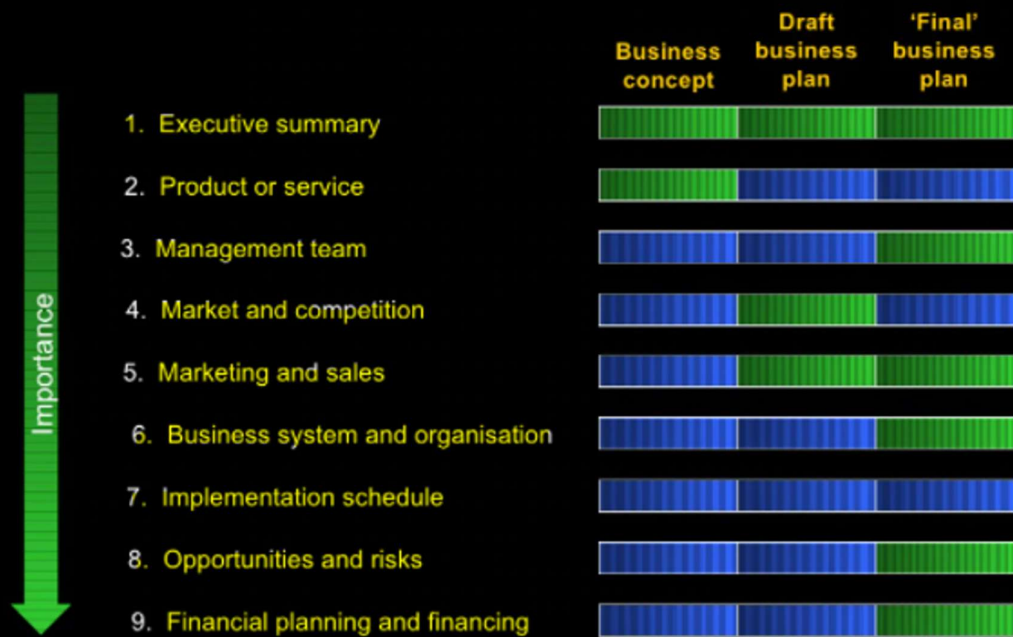 Business
concept
Draft
business
plan
‘Final’
business
plan
Importance
1. Executive summary
2. Product or service
3. Management team
4. Market and competition
5. Marketing and sales
6. Business system and organisation
7. Implementation schedule
8. Opportunities and risks
9. Financial planning and financing